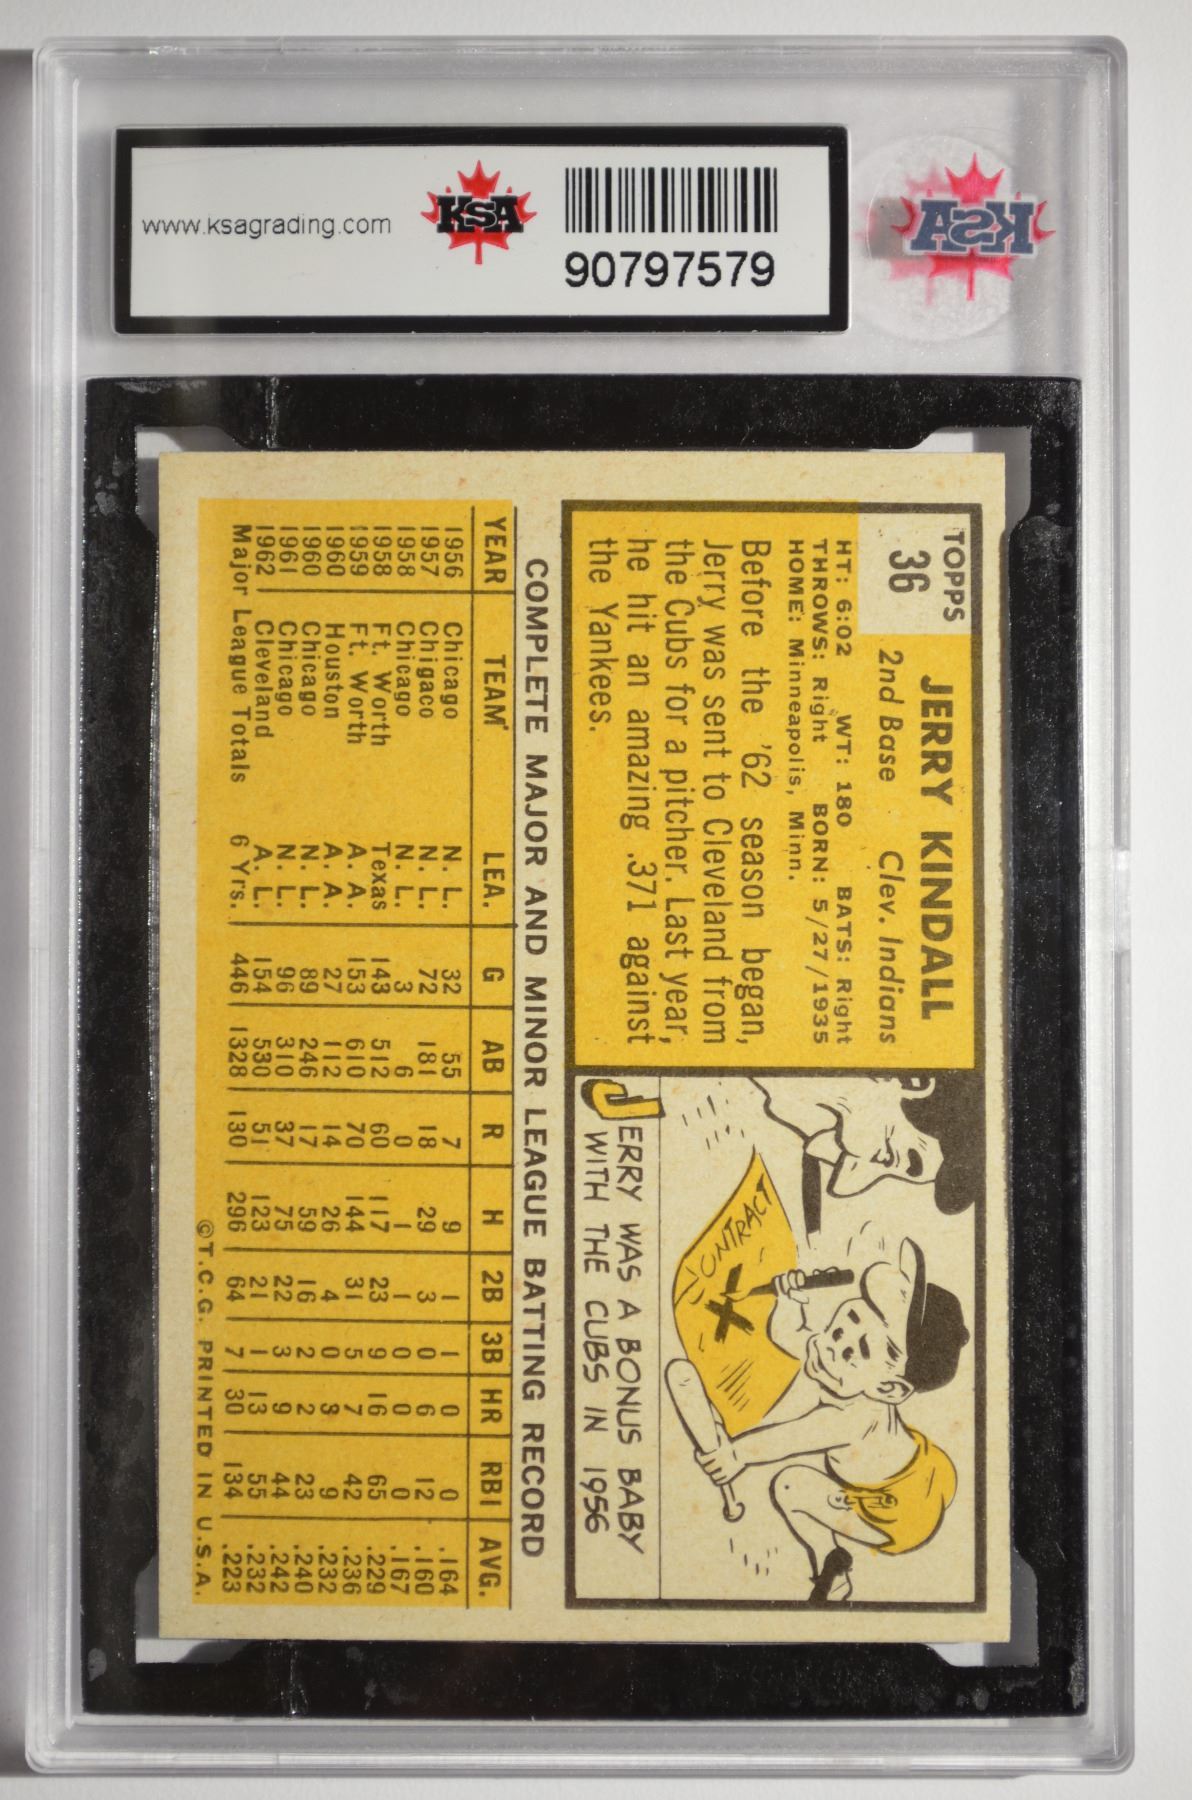 www.ksagrading.com
KSA
90797579
KSA
TOPPS
36
JERRY KINDALL
2nd Base Clev. Indians
HT: 6:02 WT: 180 BATS: Right
THROWS: Right BORN: 5/27/1935
HOME: Minneapolis, Minn.
Before the '62 season began,
Jerry was sent to Cleveland from
the Cubs for a pitcher. Last year,
he hit an amazing .371 against
the Yankees.
CONTRACT
X
JERRY WAS A BONUS BABY
WITH THE CUBS IN 1956
COMPLETE MAJOR AND MINOR LEAGUE BATTING RECORD
YEAR TEAM LEA. G AB R H 2B 3B HR RBI AVG.
1956 Chicago N. L. 32 55 7 9 1 1 0 0 .164
1957 Chigaco N. L. 72 181 18 29 3 0 6 12 .160
1958 Chicago N. L. 3 6 0 1 1 0 0 0 .167
1958 Ft. Worth Texas 143 512 60 117 23 9 16 65 .229
1959 Ft. Worth A. A. 153 610 70 144 31 5 7 42 .236
1960 Houston A. A. 27 112 14 26 4 0 3 9 .232
1960 Chicago N. L. 89 246 17 59 16 2 2 23 .240
1961 Chicago N. L. 96 310 37 75 22 3 9 44 .242
1962 Cleveland A. L. 154 530 51 123 21 1 13 55 .232
Major League Totals 6 Yrs. 446 1328 130 296 64 7 30 134 .223
©T.C.G. PRINTED IN U.S.A.